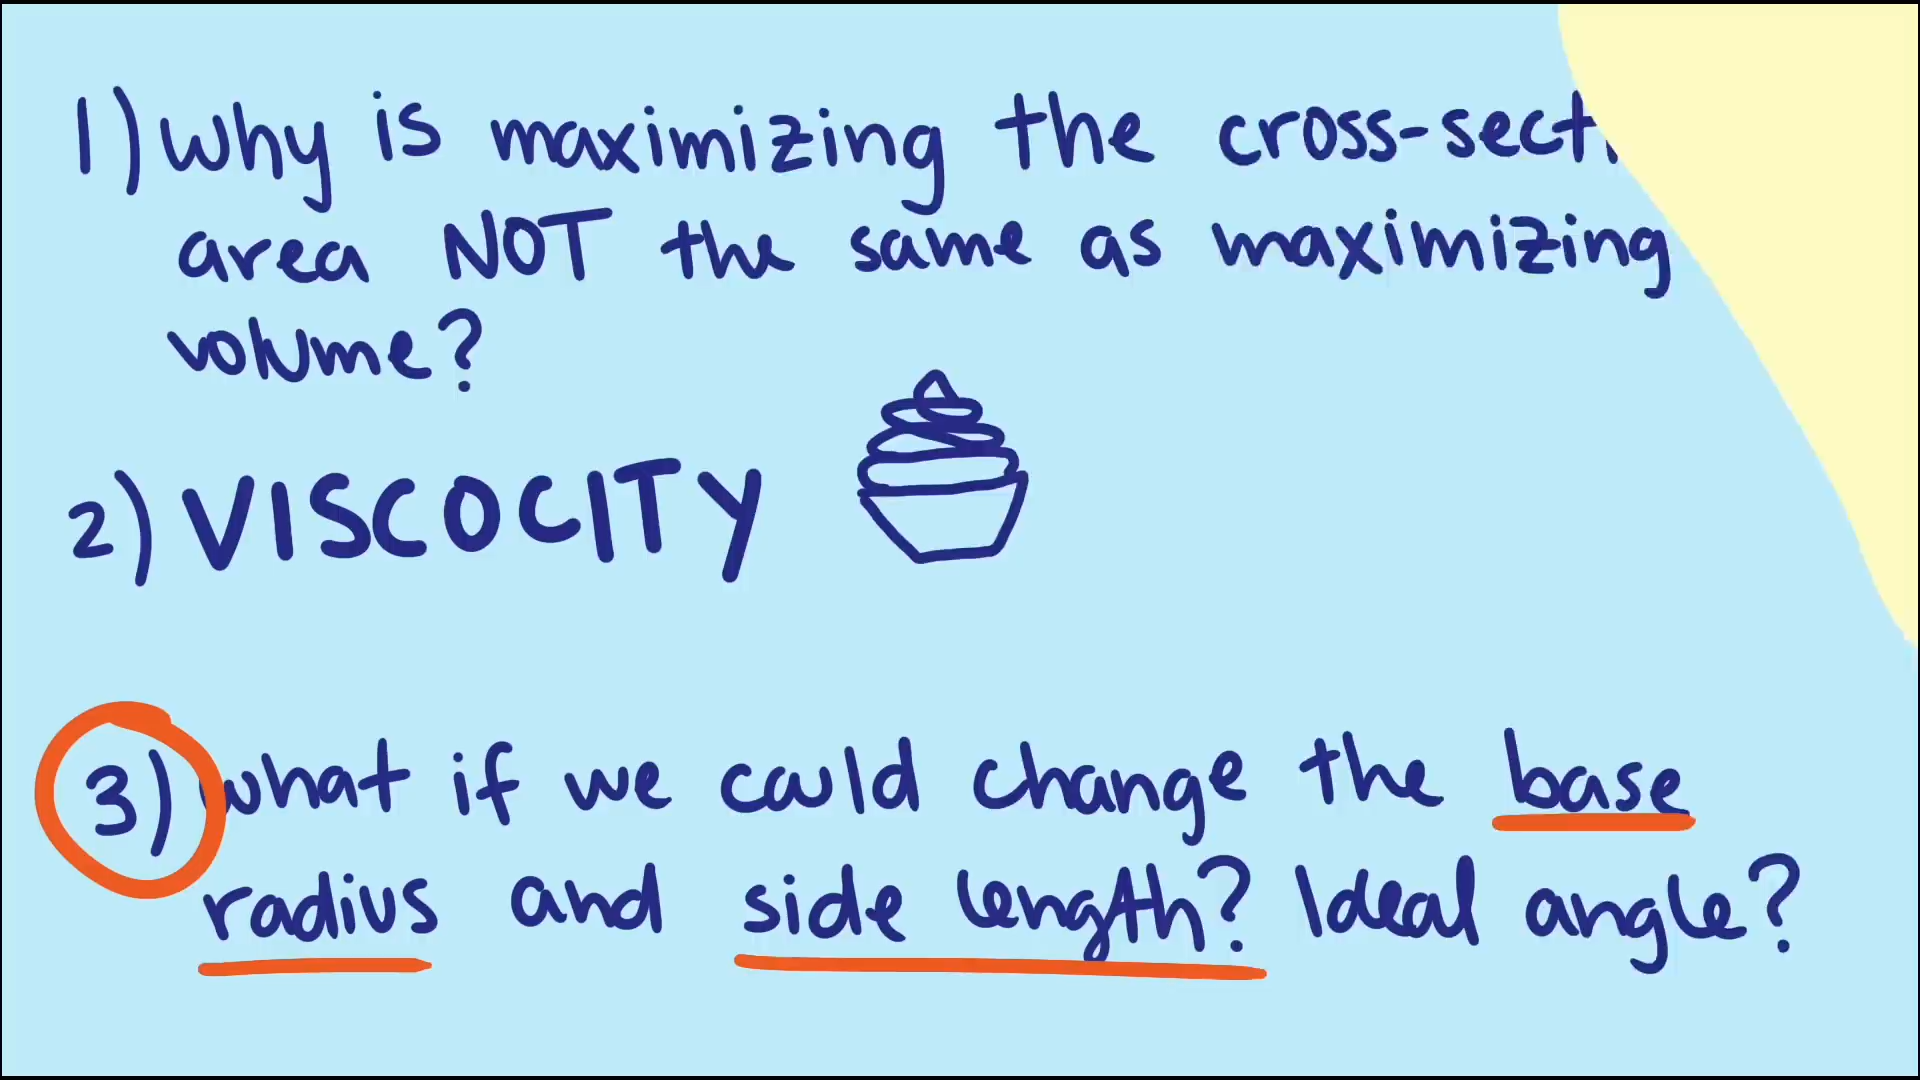 1) Why is maximizing the cross-secti
area NOT the same as maximizing
volume?
2) VISCOCITY
3) what if we could change the base
radius and side length? Ideal angle?